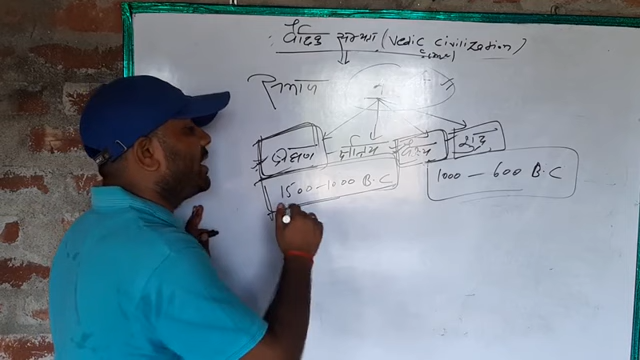 : वैदिक सभ्यता (Vedic Civilization)
समाज
ब्राह्मण क्षत्रिय वैश्य शूद्र
1500 - 1000 B.C
1000 - 600 B.C